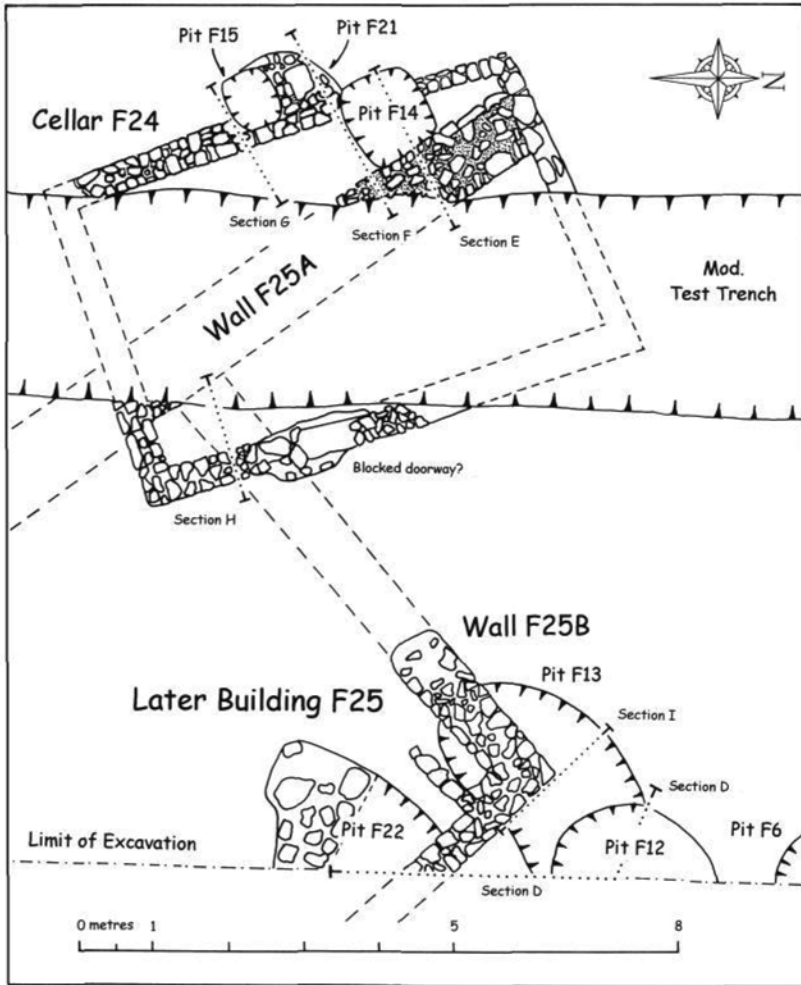 Pit F15
Pit F21
Cellar F24
Pit F14
N
Section G
Section F
Section E
Wall F25A
Mod.
Test Trench
Blocked doorway?
Section H
Wall F25B
Pit F13
Later Building F25
Section I
Section D
Pit F22
Pit F12
Pit F6
Limit of Excavation
Section D
0 metres 1 5 8